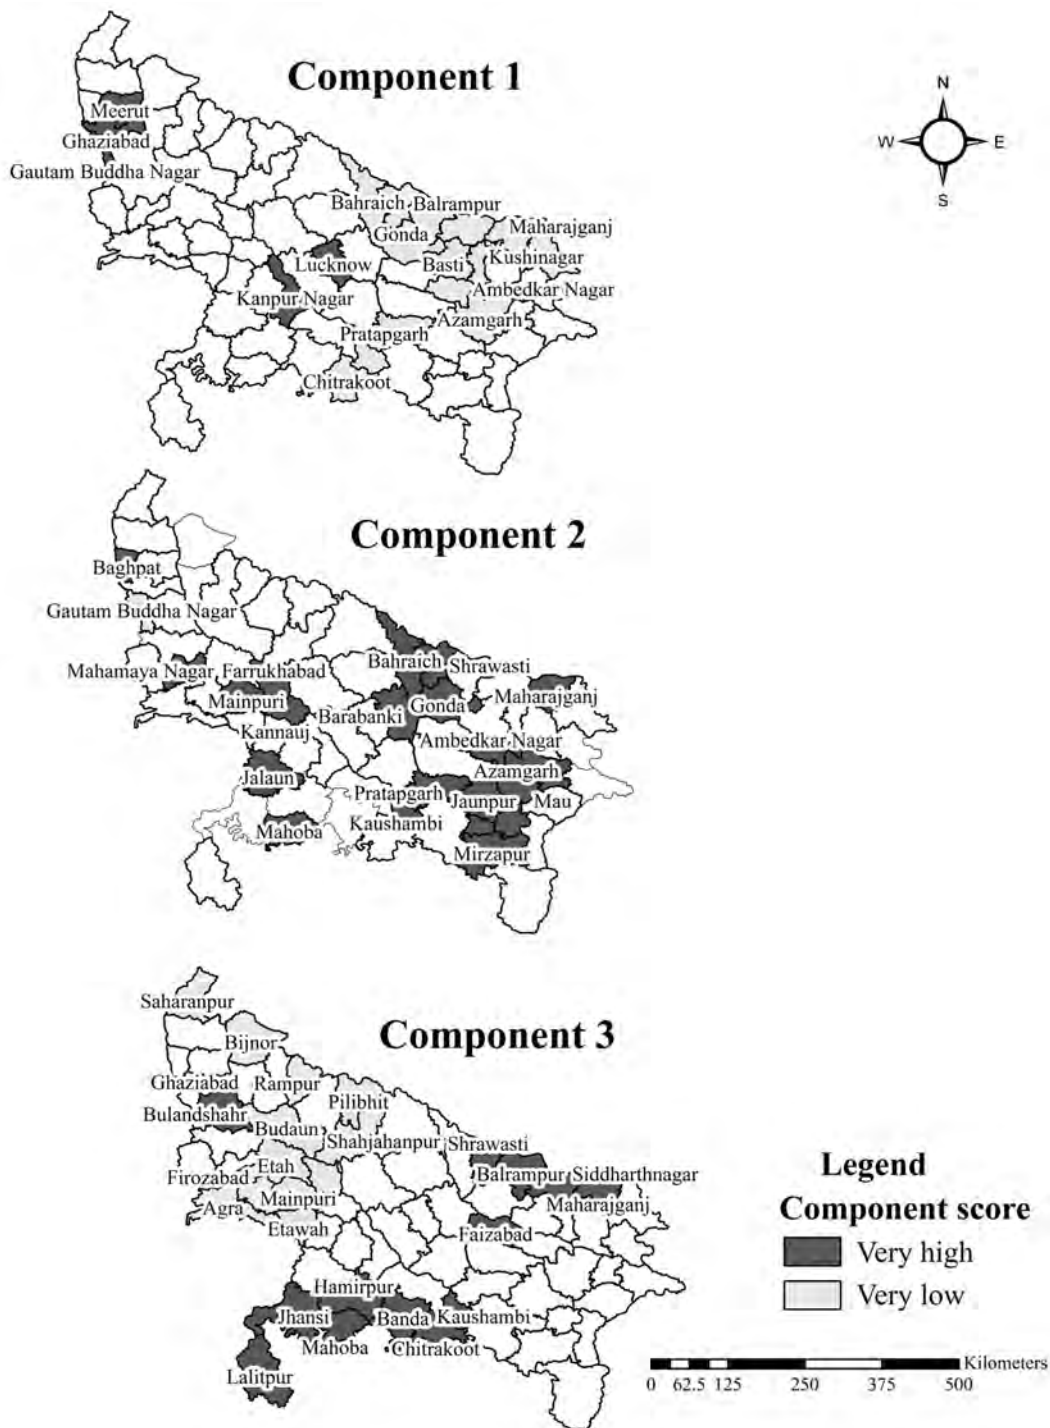 Component 1
N
W
E
S
Meerut
Ghaziabad
Gautam Buddha Nagar
Bahraich
Balrampur
Gonda
Maharajganj
Lucknow
Basti
Kushinagar
Kanpur Nagar
Ambedkar Nagar
Azamgarh
Pratapgarh
Chitrakoot
Component 2
Baghpat
Gautam Buddha Nagar
Mahamaya Nagar
Farrukhabad
Bahraich
Shrawasti
Mainpuri
Barabanki
Gonda
Maharajganj
Kannauj
Ambedkar Nagar
Jalaun
Azamgarh
Pratapgarh
Jaunpur
Mau
Mahoba
Kaushambi
Mirzapur
Component 3
Saharanpur
Bijnor
Ghaziabad
Rampur
Bulandshahr
Pilibhit
Budaun
Shahjahanpur
Shrawasti
Firozabad
Etah
Balrampur
Siddharthnagar
Agra
Mainpuri
Maharajganj
Etawah
Faizabad
Hamirpur
Jhansi
Banda
Kaushambi
Mahoba
Chitrakoot
Lalitpur
Legend
Component score
Very high
Very low
Kilometers
0 62.5 125 250 375 500